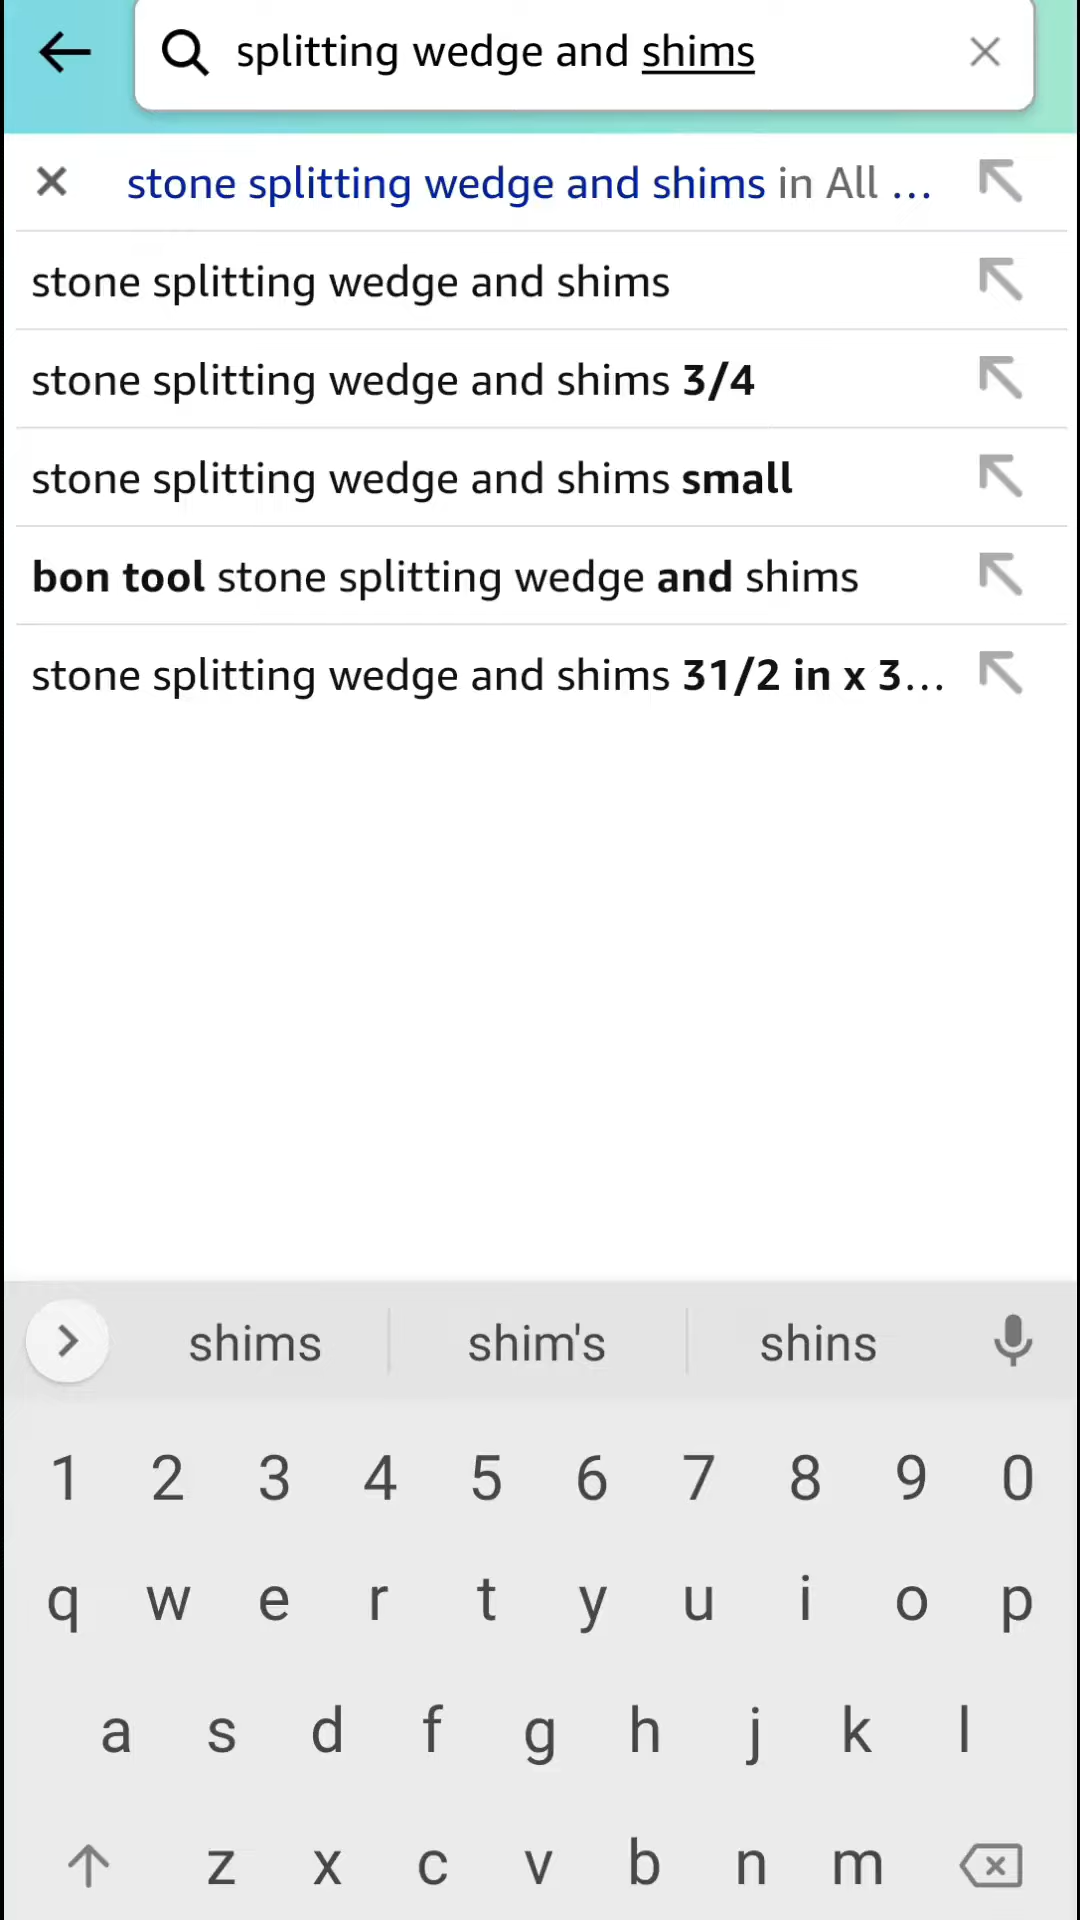 splitting wedge and shims
stone splitting wedge and shims in All ...
stone splitting wedge and shims
stone splitting wedge and shims 3/4
stone splitting wedge and shims small
bon tool stone splitting wedge and shims
stone splitting wedge and shims 31/2 in x 3...
shims shim's shins
1 2 3 4 5 6 7 8 9 0
q w e r t y u i o p
a s d f g h j k l
z x c v b n m